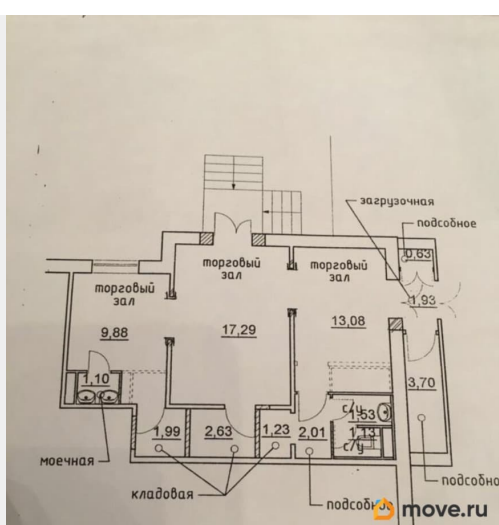 загрузочная
подсобное
0,63
торговый
зал
торговый
зал
торговый
зал
1,93
9,88
17,29
13,08
1,10
3,70
с/у
1,53
1,99
2,63
1,23
2,01
1,13
с/у
моечная
подсобно
кладовая
подсобное
move.ru